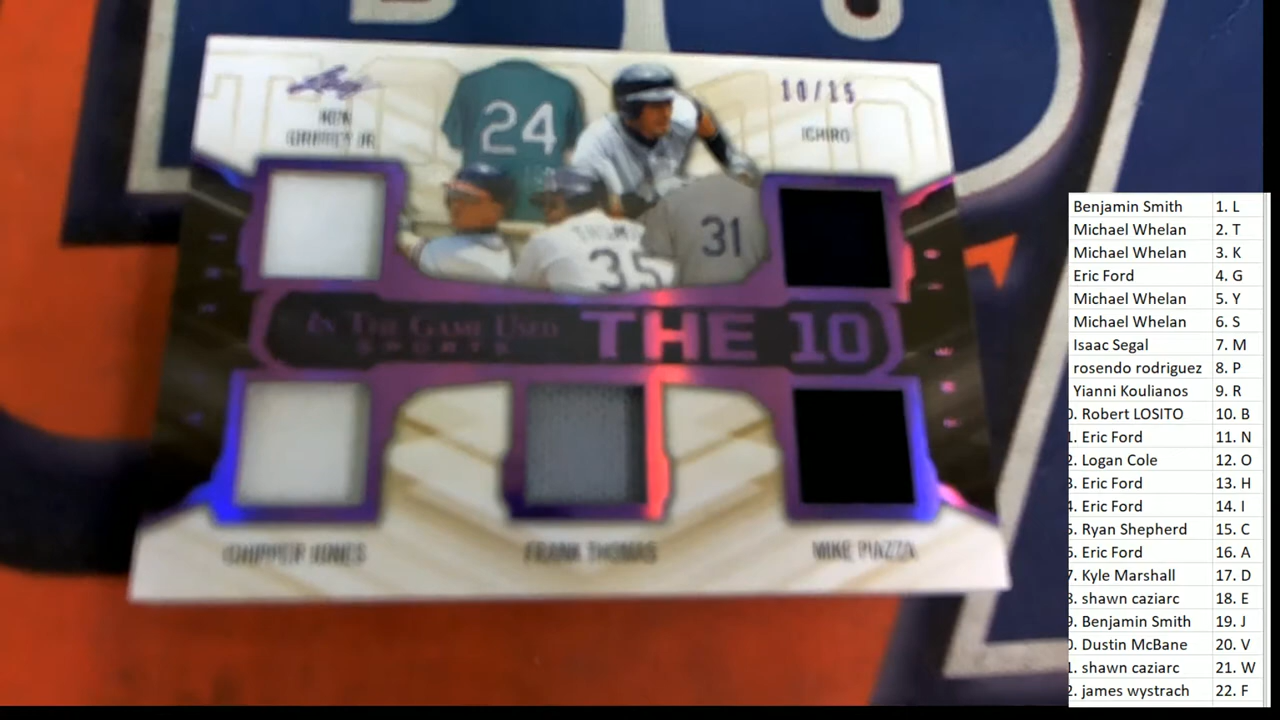 Leaf
10/15
KEN
GRIFFEY JR
ICHIRO
24
THOMAS
35
31
IN THE GAME USED
SPORTS
THE 10
CHIPPER JONES
FRANK THOMAS
MIKE PIAZZA
Benjamin Smith 1. L
Michael Whelan 2. T
Michael Whelan 3. K
Eric Ford 4. G
Michael Whelan 5. Y
Michael Whelan 6. S
Isaac Segal 7. M
rosendo rodriguez 8. P
Yianni Koulianos 9. R
0. Robert LOSITO 10. B
1. Eric Ford 11. N
2. Logan Cole 12. O
3. Eric Ford 13. H
4. Eric Ford 14. I
5. Ryan Shepherd 15. C
6. Eric Ford 16. A
7. Kyle Marshall 17. D
8. shawn caziarc 18. E
9. Benjamin Smith 19. J
0. Dustin McBane 20. V
1. shawn caziarc 21. W
2. james wystrach 22. F